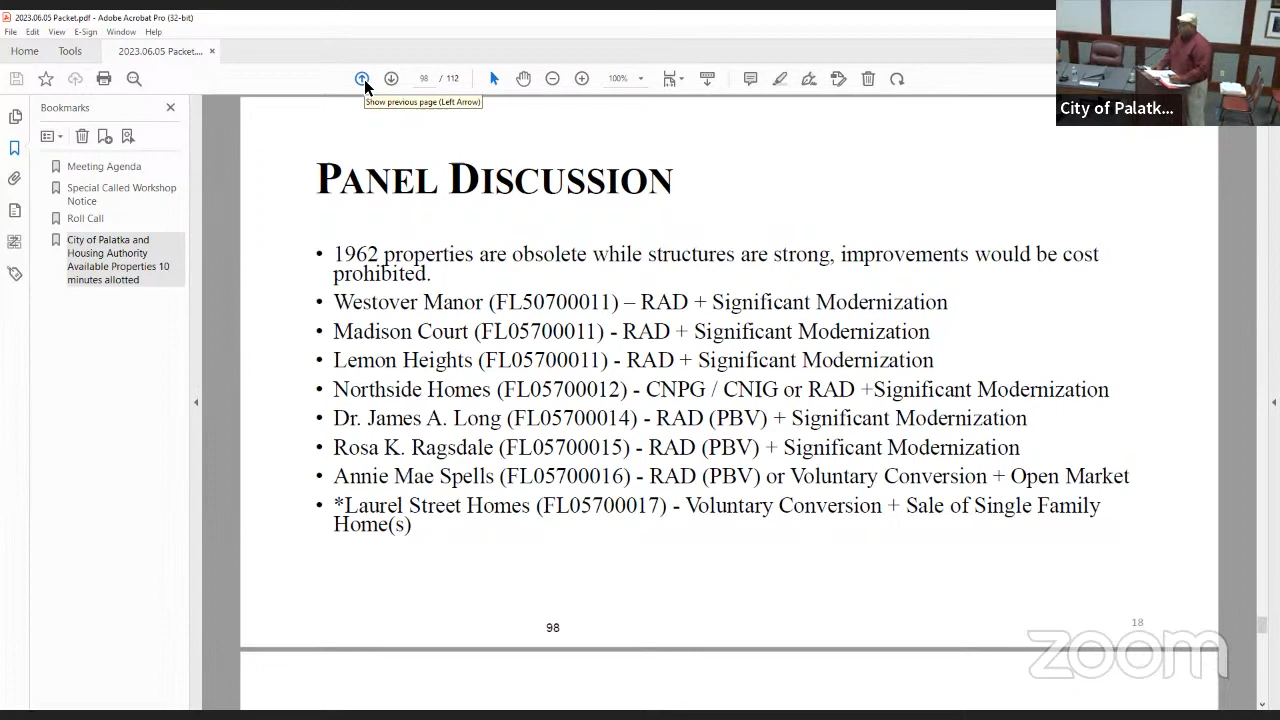 2023.06.05 Packet.pdf - Adobe Acrobat Pro (32-bit)
File Edit View E-Sign Window Help
Home Tools 2023.06.05 Packet.... ×
98 / 112 100%
Show previous page (Left Arrow)
City of Palatk...
Bookmarks
Meeting Agenda
Special Called Workshop
Notice
Roll Call
City of Palatka and
Housing Authority
Available Properties 10
minutes allotted
PANEL DISCUSSION
• 1962 properties are obsolete while structures are strong, improvements would be cost
prohibited.
• Westover Manor (FL50700011) – RAD + Significant Modernization
• Madison Court (FL05700011) - RAD + Significant Modernization
• Lemon Heights (FL05700011) - RAD + Significant Modernization
• Northside Homes (FL05700012) - CNPG / CNIG or RAD +Significant Modernization
• Dr. James A. Long (FL05700014) - RAD (PBV) + Significant Modernization
• Rosa K. Ragsdale (FL05700015) - RAD (PBV) + Significant Modernization
• Annie Mae Spells (FL05700016) - RAD (PBV) or Voluntary Conversion + Open Market
• *Laurel Street Homes (FL05700017) - Voluntary Conversion + Sale of Single Family
Home(s)
98
18
zoom